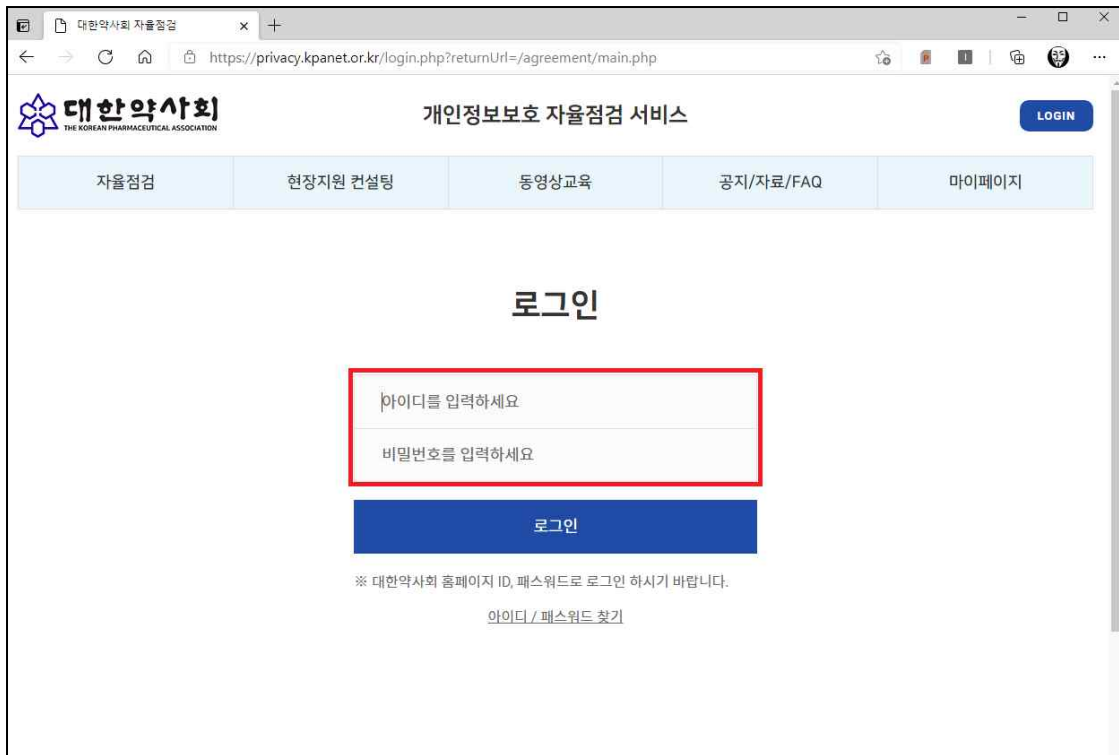 대한약사회 자율점검
https://privacy.kpanet.or.kr/login.php?returnUrl=/agreement/main.php
대한약사회
THE KOREAN PHARMACEUTICAL ASSOCIATION
개인정보보호 자율점검 서비스
LOGIN
자율점검 현장지원 컨설팅 동영상교육 공지/자료/FAQ 마이페이지
로그인
아이디를 입력하세요
비밀번호를 입력하세요
로그인
※ 대한약사회 홈페이지 ID, 패스워드로 로그인 하시기 바랍니다.
아이디 / 패스워드 찾기